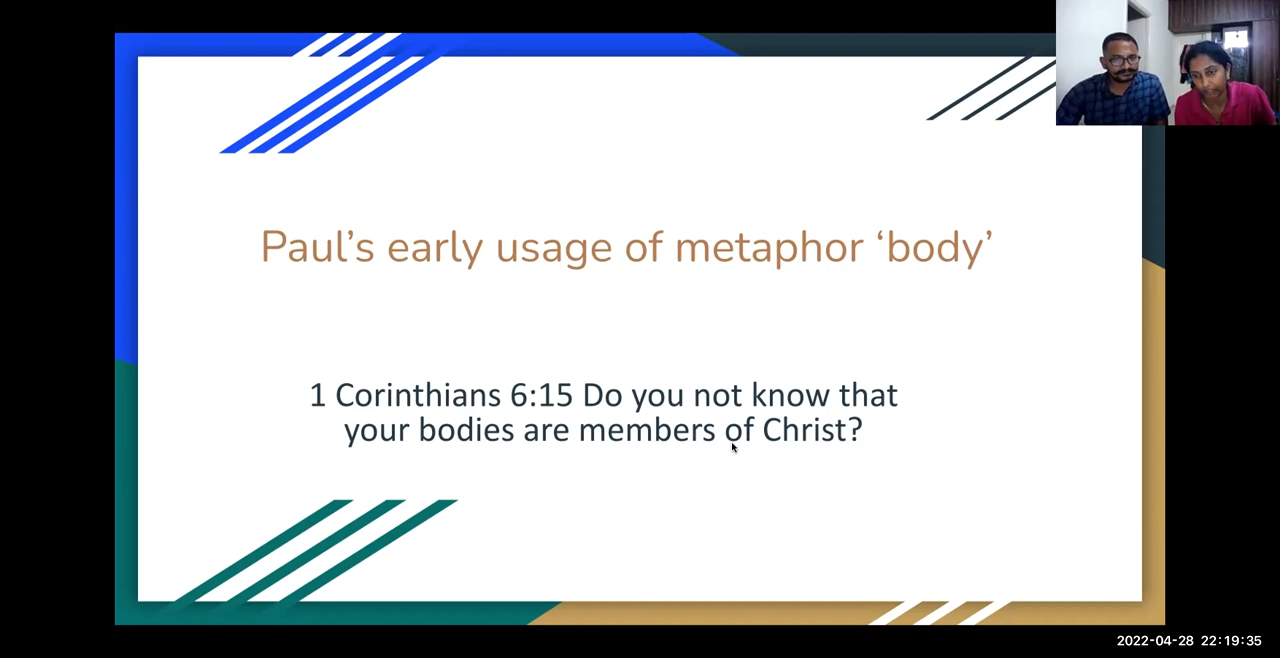 Paul’s early usage of metaphor ‘body’
1 Corinthians 6:15 Do you not know that
your bodies are members of Christ?
2022-04-28 22:19:35